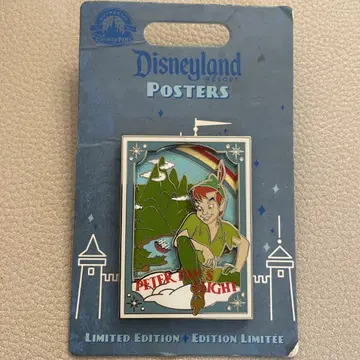 Disneyland
RESORT
POSTERS
PETER PAN'S
FLIGHT
LIMITED EDITION ✦ EDITION LIMITÉE